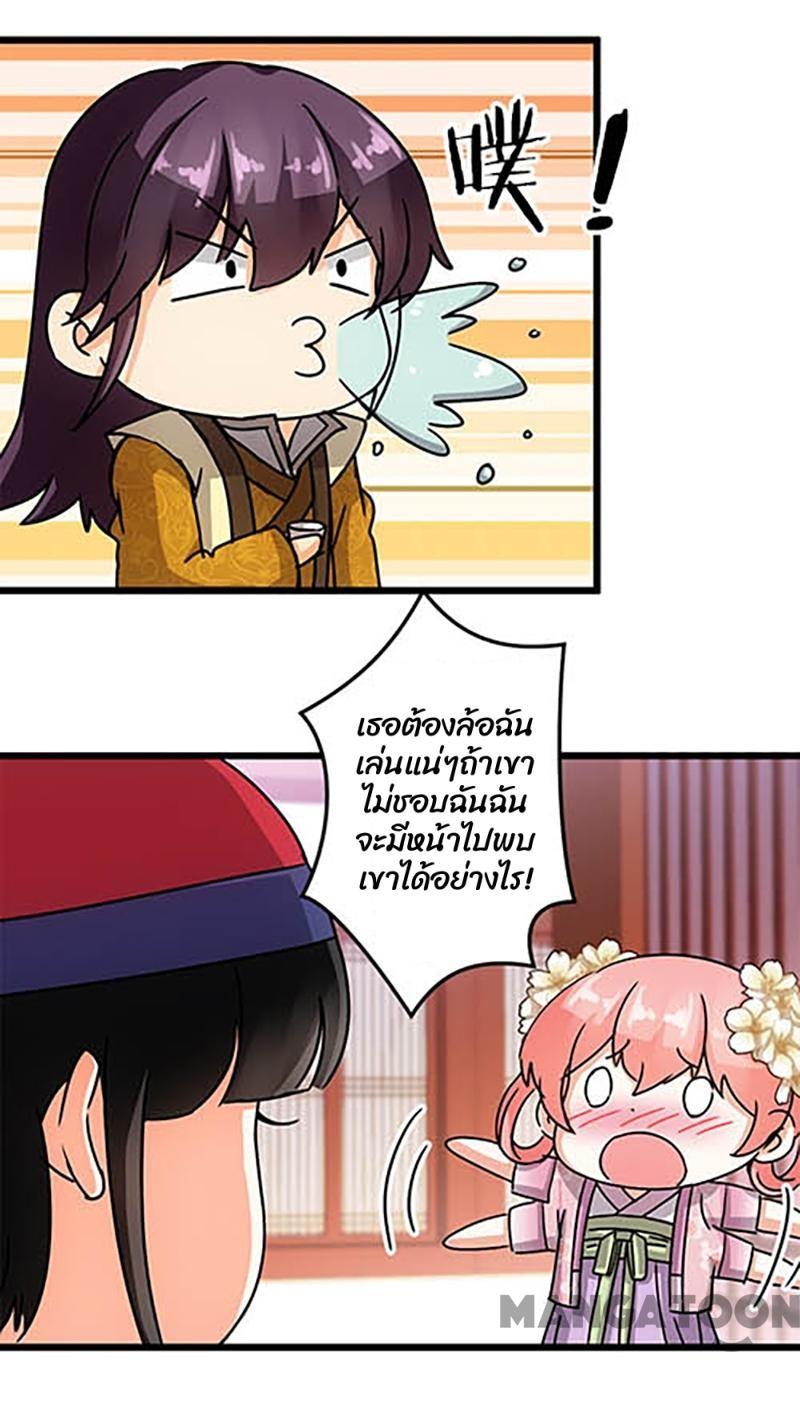 噗!
เธอต้องล้อฉัน
เล่นแน่ๆถ้าเขา
ไม่ชอบฉันฉัน
จะมีหน้าไปพบ
เขาได้อย่างไร!
MANGATOON